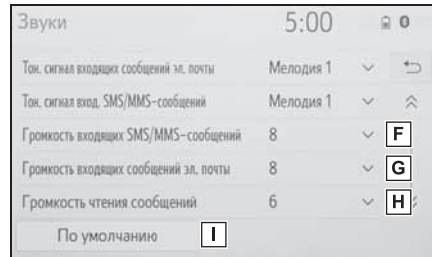 Звуки 5:00
Тон. сигнал входящих сообщений эл. почты Мелодия 1
Тон. сигнал вход. SMS/MMS-сообщений Мелодия 1
Громкость входящих SMS/MMS-сообщений 8 F
Громкость входящих сообщений эл. почты 8 G
Громкость чтения сообщений 6 H
По умолчанию I